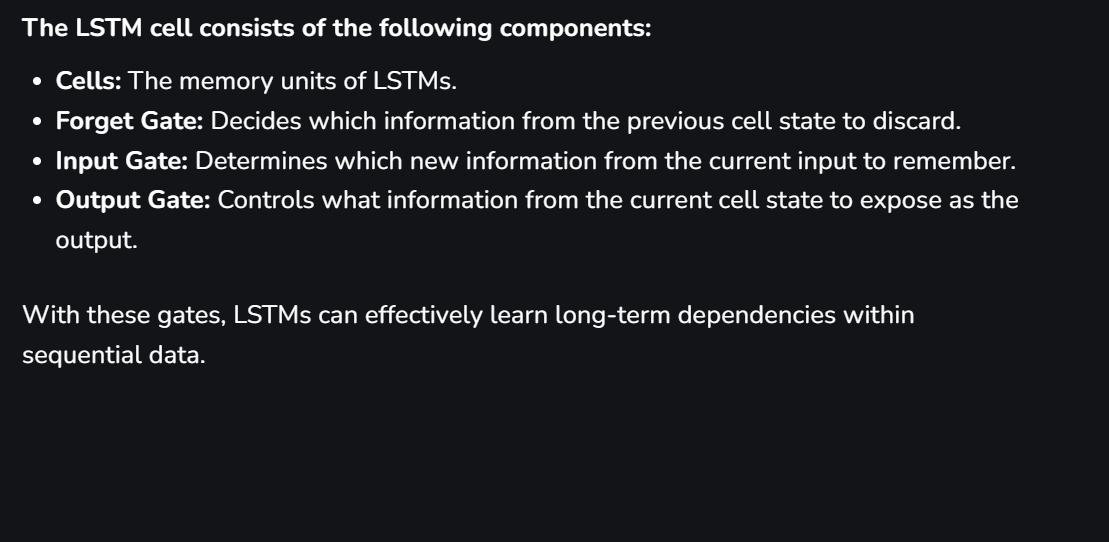 The LSTM cell consists of the following components:
• Cells: The memory units of LSTMs.
• Forget Gate: Decides which information from the previous cell state to discard.
• Input Gate: Determines which new information from the current input to remember.
• Output Gate: Controls what information from the current cell state to expose as the
output.
With these gates, LSTMs can effectively learn long-term dependencies within
sequential data.